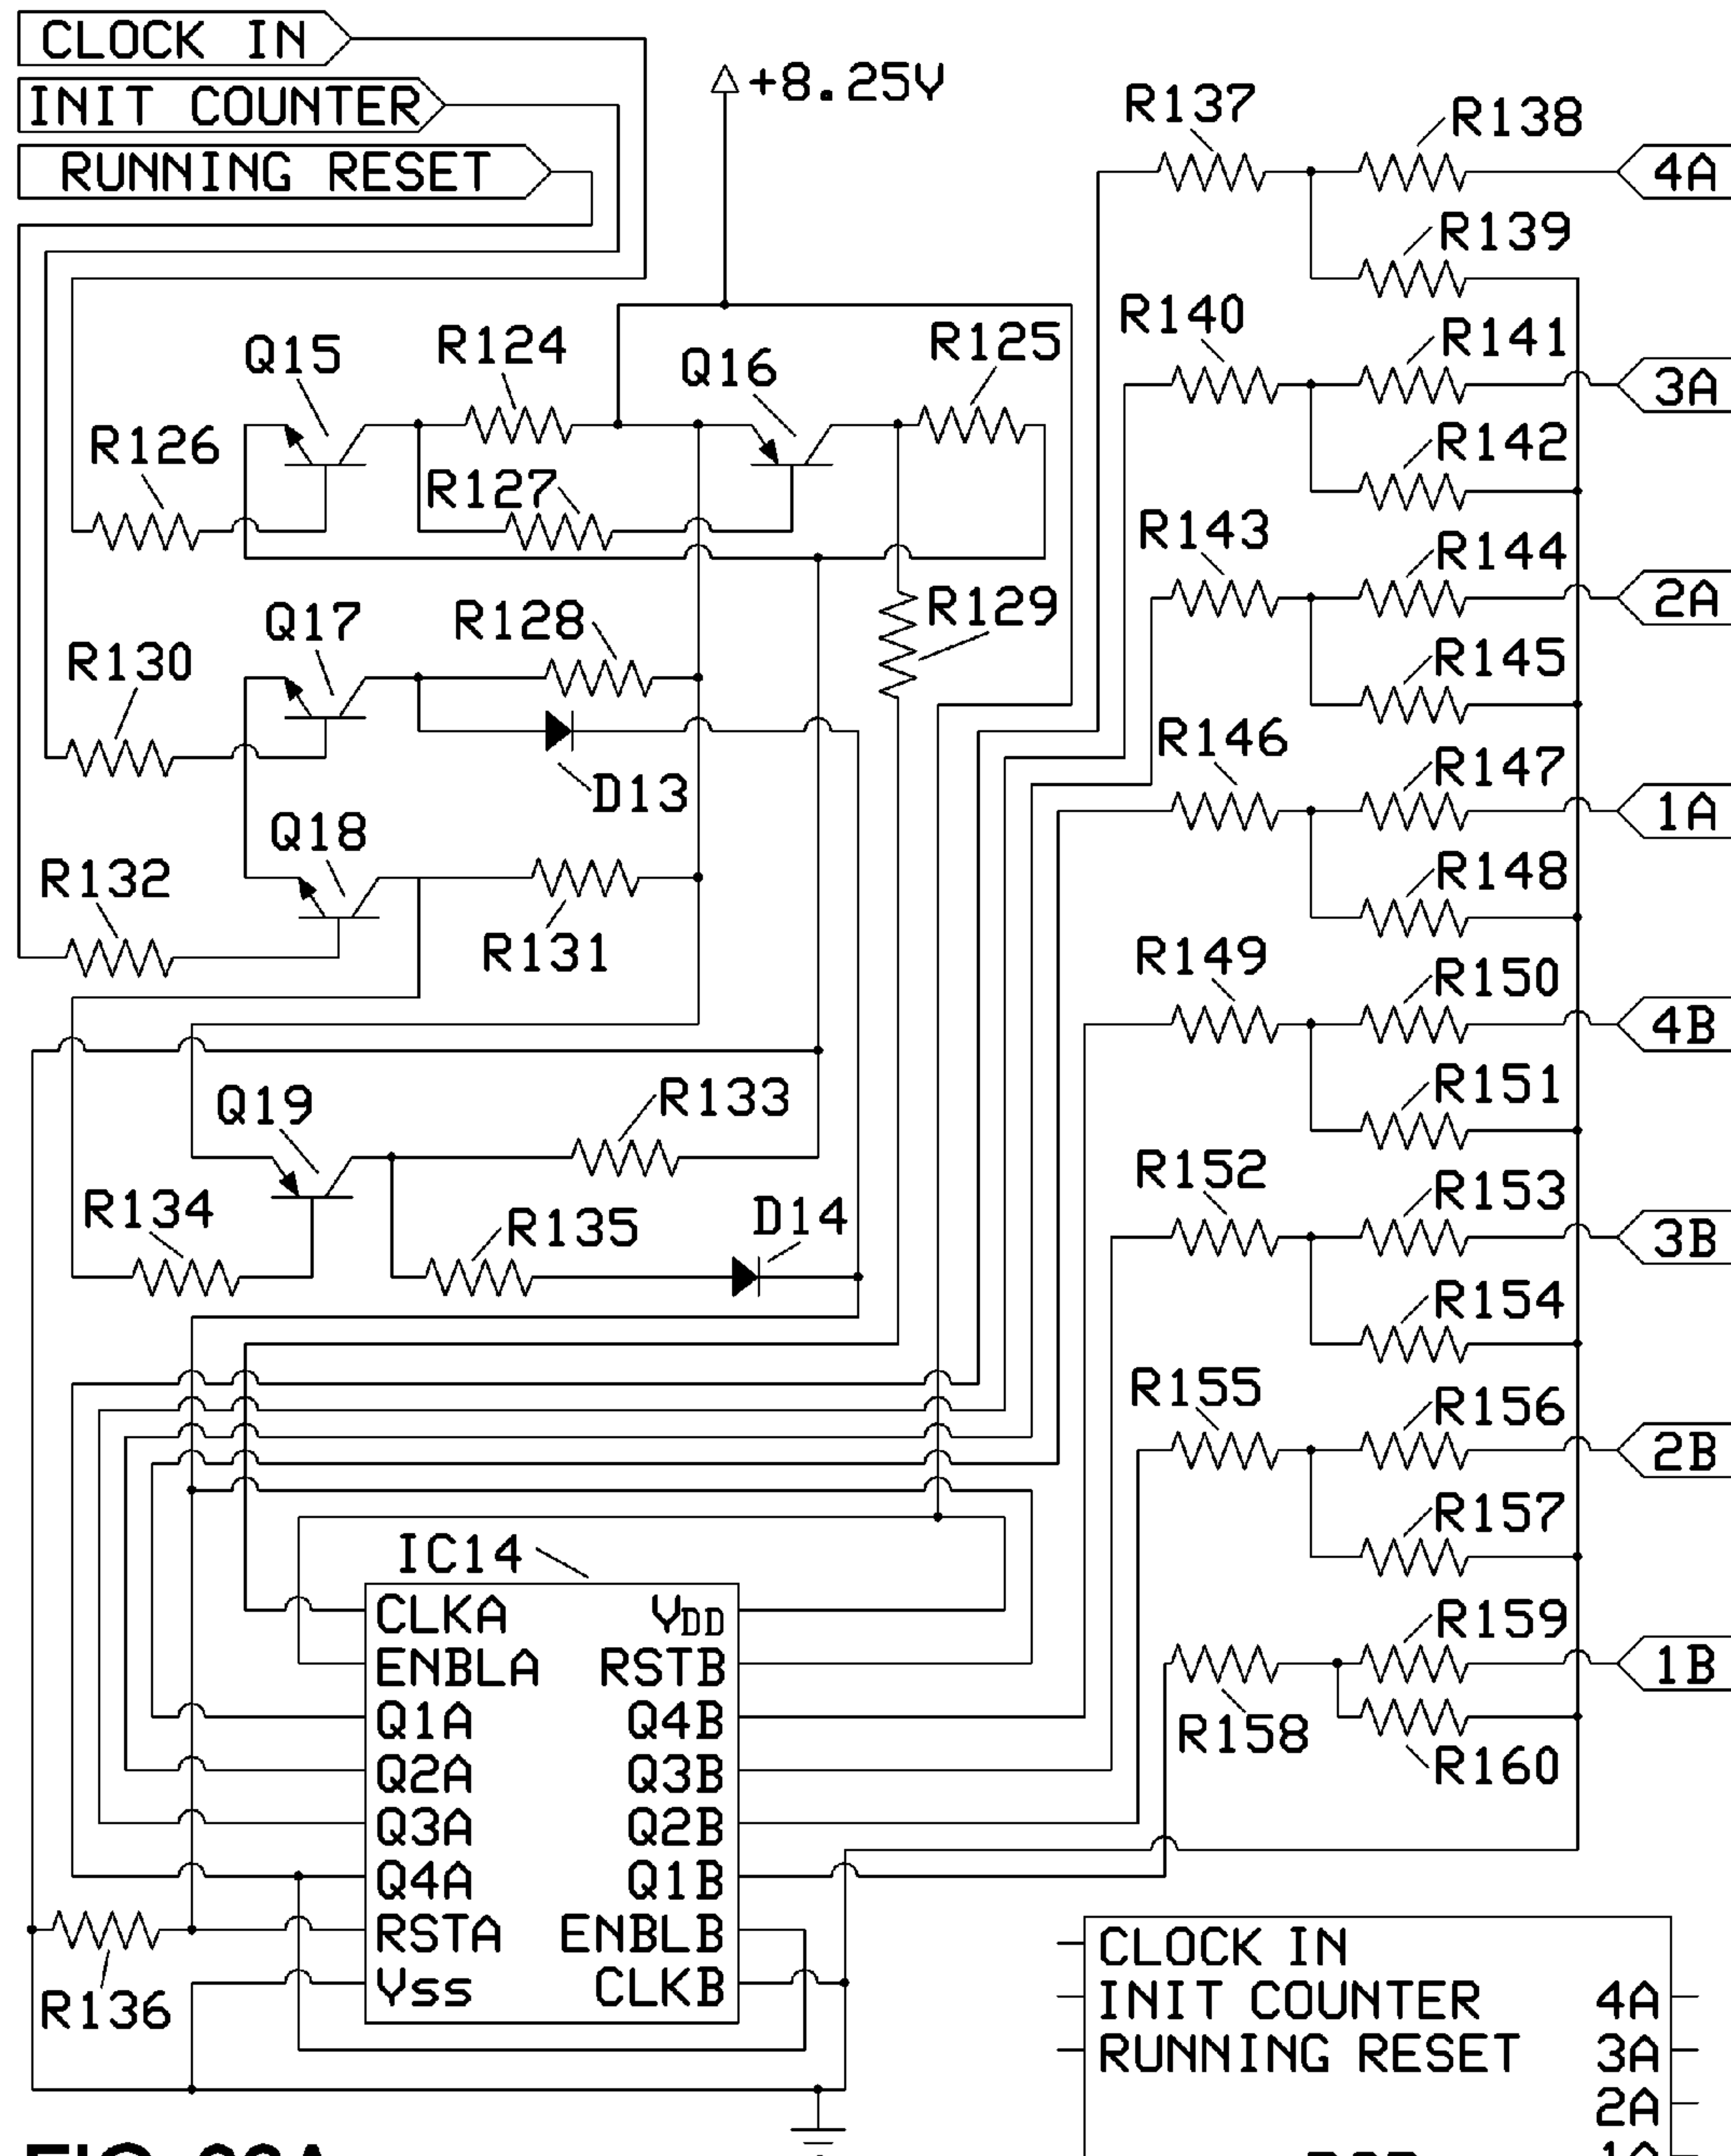 CLOCK IN
INIT COUNTER
RUNNING RESET
+8.25V
R137
R138
4A
R139
R140
R141
3A
Q15
R124
Q16
R125
R126
R127
R142
R143
R144
2A
R129
Q17
R128
R130
R145
R146
R147
1A
D13
Q18
R132
R131
R148
R149
R150
4B
Q19
R133
R151
R152
R153
3B
R134
R135
D14
R154
R155
R156
2B
R157
IC14
R159
1B
R158
R160
CLKA VDD
ENBLA RSTB
Q1A Q4B
Q2A Q3B
Q3A Q2B
Q4A Q1B
RSTA ENBLB
Vss CLKB
R136
CLOCK IN
INIT COUNTER 4A
RUNNING RESET 3A
2A
1A